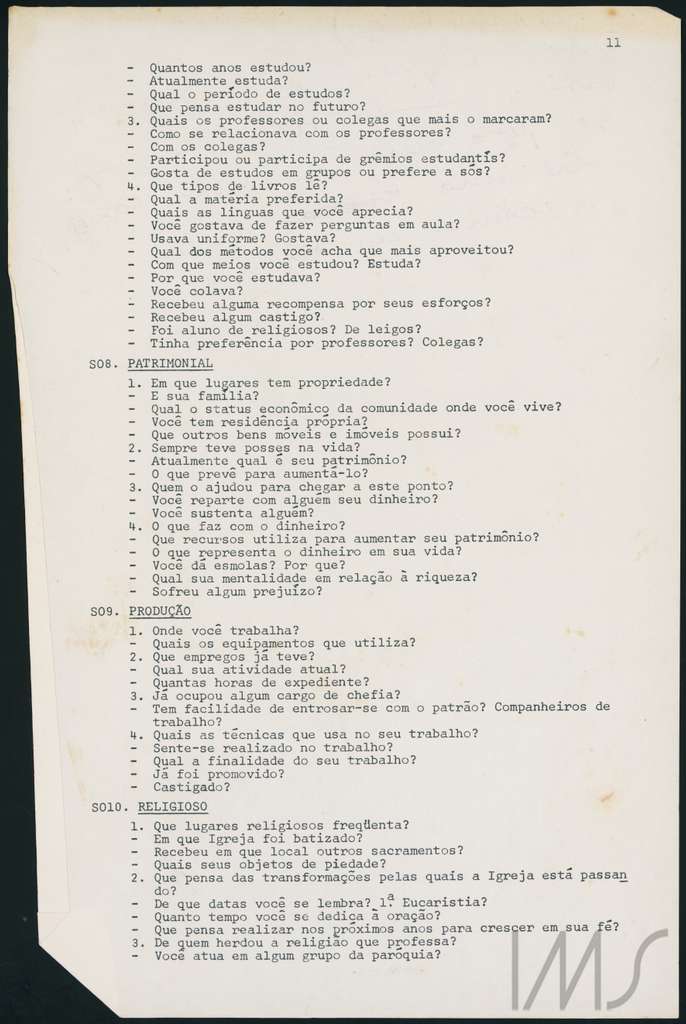 11
- Quantos anos estudou?
- Atualmente estuda?
- Qual o período de estudos?
- Que pensa estudar no futuro?
3. Quais os professores ou colegas que mais o marcaram?
- Como se relacionava com os professores?
- Com os colegas?
- Participou ou participa de grêmios estudantís?
- Gosta de estudos em grupos ou prefere a sós?
4. Que tipos de livros lê?
- Qual a matéria preferida?
- Quais as línguas que você aprecia?
- Você gostava de fazer perguntas em aula?
- Usava uniforme? Gostava?
- Qual dos métodos você acha que mais aproveitou?
- Com que meios você estudou? Estuda?
- Por que você estudava?
- Você colava?
- Recebeu alguma recompensa por seus esforços?
- Recebeu algum castigo?
- Foi aluno de religiosos? De leigos?
- Tinha preferência por professores? Colegas?
SO8. PATRIMONIAL
1. Em que lugares tem propriedade?
- E sua família?
- Qual o status econômico da comunidade onde você vive?
- Você tem residência própria?
- Que outros bens móveis e imóveis possui?
2. Sempre teve posses na vida?
- Atualmente qual é seu patrimônio?
- O que prevê para aumentá-lo?
3. Quem o ajudou para chegar a este ponto?
- Você reparte com alguém seu dinheiro?
- Você sustenta alguém?
4. O que faz com o dinheiro?
- Que recursos utiliza para aumentar seu patrimônio?
- O que representa o dinheiro em sua vida?
- Você dá esmolas? Por que?
- Qual sua mentalidade em relação à riqueza?
- Sofreu algum prejuízo?
SO9. PRODUÇÃO
1. Onde você trabalha?
- Quais os equipamentos que utiliza?
2. Que empregos já teve?
- Qual sua atividade atual?
- Quantas horas de expediente?
3. Já ocupou algum cargo de chefia?
- Tem facilidade de entrosar-se com o patrão? Companheiros de
trabalho?
4. Quais as técnicas que usa no seu trabalho?
- Sente-se realizado no trabalho?
- Qual a finalidade do seu trabalho?
- Já foi promovido?
- Castigado?
SO10. RELIGIOSO
1. Que lugares religiosos freqüenta?
- Em que Igreja foi batizado?
- Recebeu em que local outros sacramentos?
- Quais seus objetos de piedade?
2. Que pensa das transformações pelas quais a Igreja está passan
do?
- De que datas você se lembra? 1ª Eucaristia?
- Quanto tempo você se dedica à oração?
- Que pensa realizar nos próximos anos para crescer em sua fé?
3. De quem herdou a religião que professa?
- Você atua em algum grupo da paróquia?
IMS